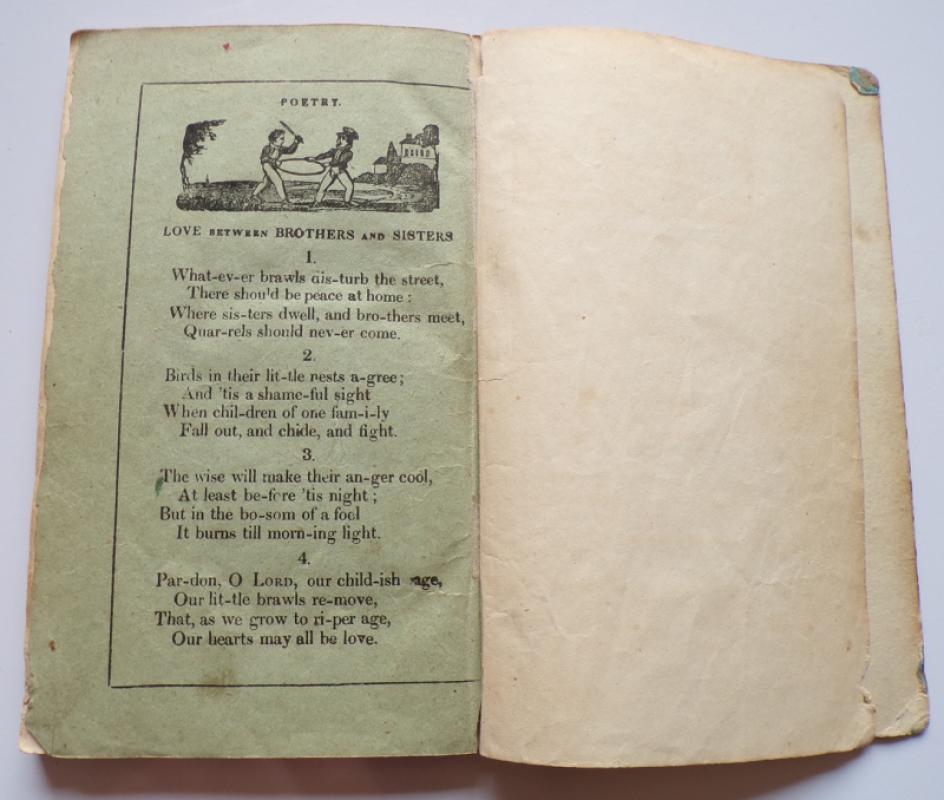 POETRY.
LOVE BETWEEN BROTHERS AND SISTERS
1.
What-ev-er brawls dis-turb the street,
There should be peace at home :
Where sis-ters dwell, and bro-thers meet,
Quar-rels should nev-er come.
2.
Birds in their lit-tle nests a-gree ;
And 'tis a shame-ful sight
When chil-dren of one fam-i-ly
Fall out, and chide, and fight.
3.
The wise will make their an-ger cool,
At least be-fore 'tis night ;
But in the bo-som of a fool
It burns till morn-ing light.
4.
Par-don, O LORD, our child-ish age,
Our lit-tle brawls re-move,
That, as we grow to ri-per age,
Our hearts may all be love.